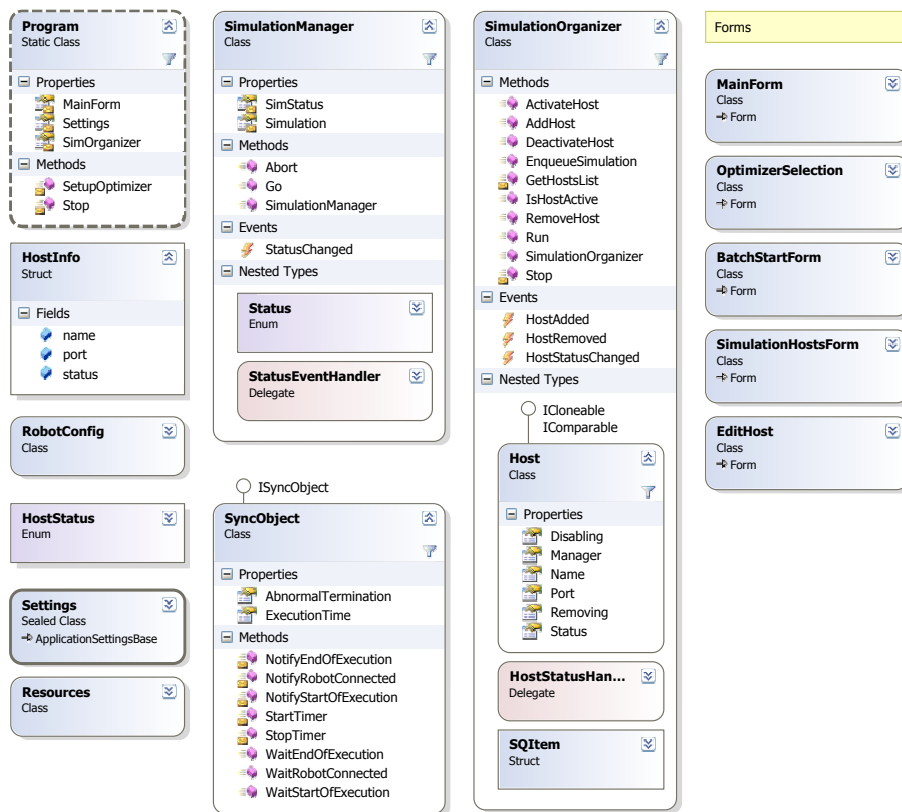 Program
Static Class
Properties
MainForm
Settings
SimOrganizer
Methods
SetupOptimizer
Stop
HostInfo
Struct
Fields
name
port
status
RobotConfig
Class
HostStatus
Enum
Settings
Sealed Class
ApplicationSettingsBase
Resources
Class
SimulationManager
Class
Properties
SimStatus
Simulation
Methods
Abort
Go
SimulationManager
Events
StatusChanged
Nested Types
Status
Enum
StatusEventHandler
Delegate
ISyncObject
SyncObject
Class
Properties
AbnormalTermination
ExecutionTime
Methods
NotifyEndOfExecution
NotifyRobotConnected
NotifyStartOfExecution
StartTimer
StopTimer
WaitEndOfExecution
WaitRobotConnected
WaitStartOfExecution
SimulationOrganizer
Class
Methods
ActivateHost
AddHost
DeactivateHost
EnqueueSimulation
GetHostsList
IsHostActive
RemoveHost
Run
SimulationOrganizer
Stop
Events
HostAdded
HostRemoved
HostStatusChanged
Nested Types
ICloneable
IComparable
Host
Class
Properties
Disabling
Manager
Name
Port
Removing
Status
HostStatusHan...
Delegate
SQItem
Struct
Forms
MainForm
Class
Form
OptimizerSelection
Class
Form
BatchStartForm
Class
Form
SimulationHostsForm
Class
Form
EditHost
Class
Form